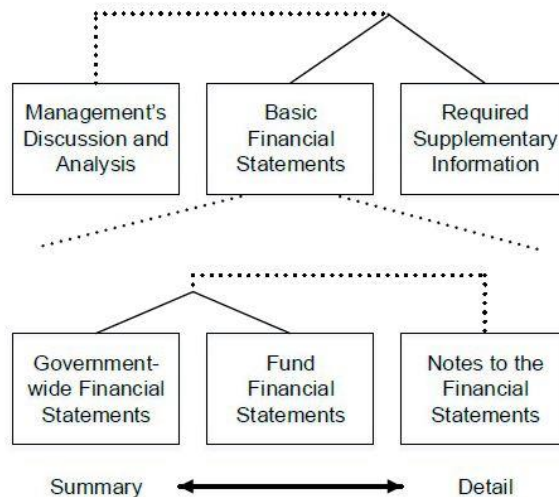 Management's
Discussion and
Analysis
Basic
Financial
Statements
Required
Supplementary
Information
Government-
wide Financial
Statements
Fund
Financial
Statements
Notes to the
Financial
Statements
Summary
Detail